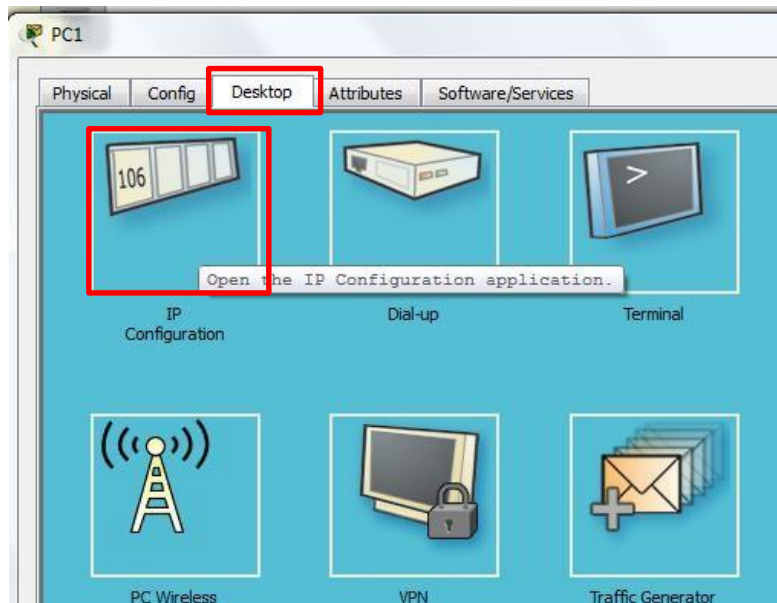 PC1
Physical Config Desktop Attributes Software/Services
106
>
Open the IP Configuration application.
IP
Configuration
Dial-up
Terminal
PC Wireless
VPN
Traffic Generator